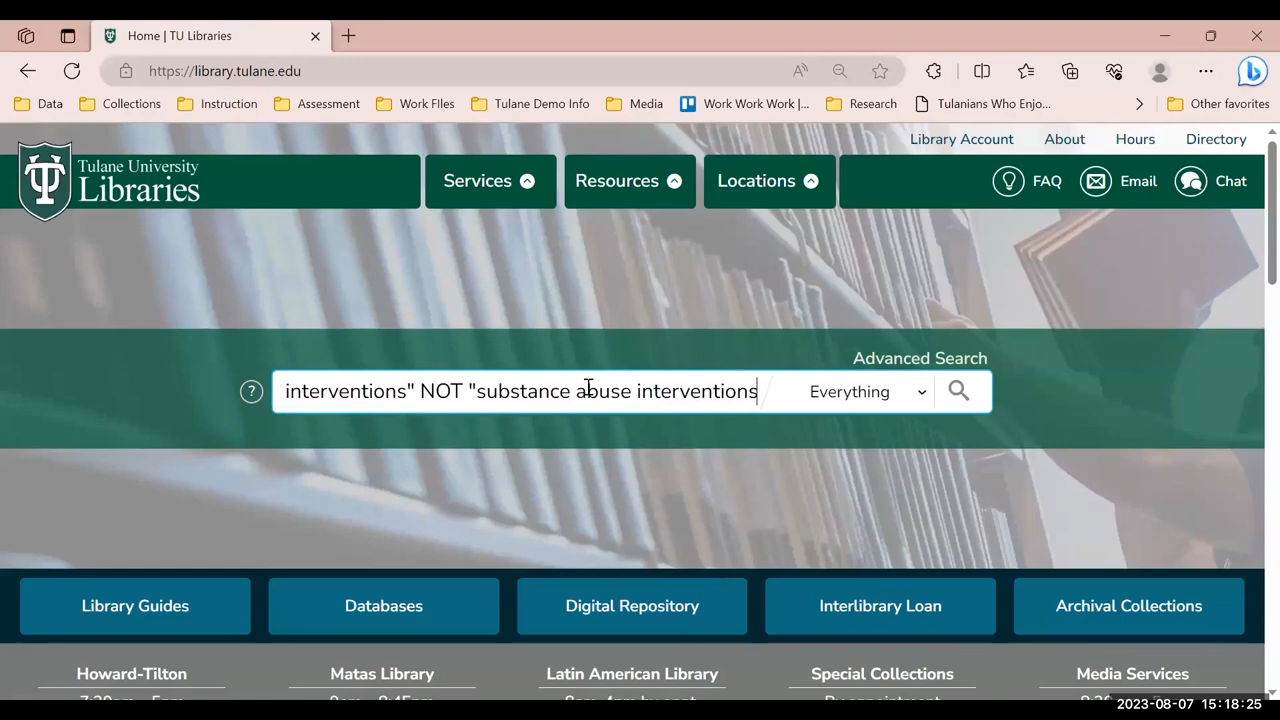 Home | TU Libraries
https://library.tulane.edu
Data Collections Instruction Assessment Work FIles Tulane Demo Info Media Work Work Work |... Research Tulanians Who Enjo... Other favorites
Library Account About Hours Directory
Tulane University
Libraries
Services Resources Locations FAQ Email Chat
Advanced Search
? interventions" NOT "substance abuse interventions Everything
Library Guides Databases Digital Repository Interlibrary Loan Archival Collections
Howard-Tilton Matas Library Latin American Library Special Collections Media Services
2023-08-07 15:18:25